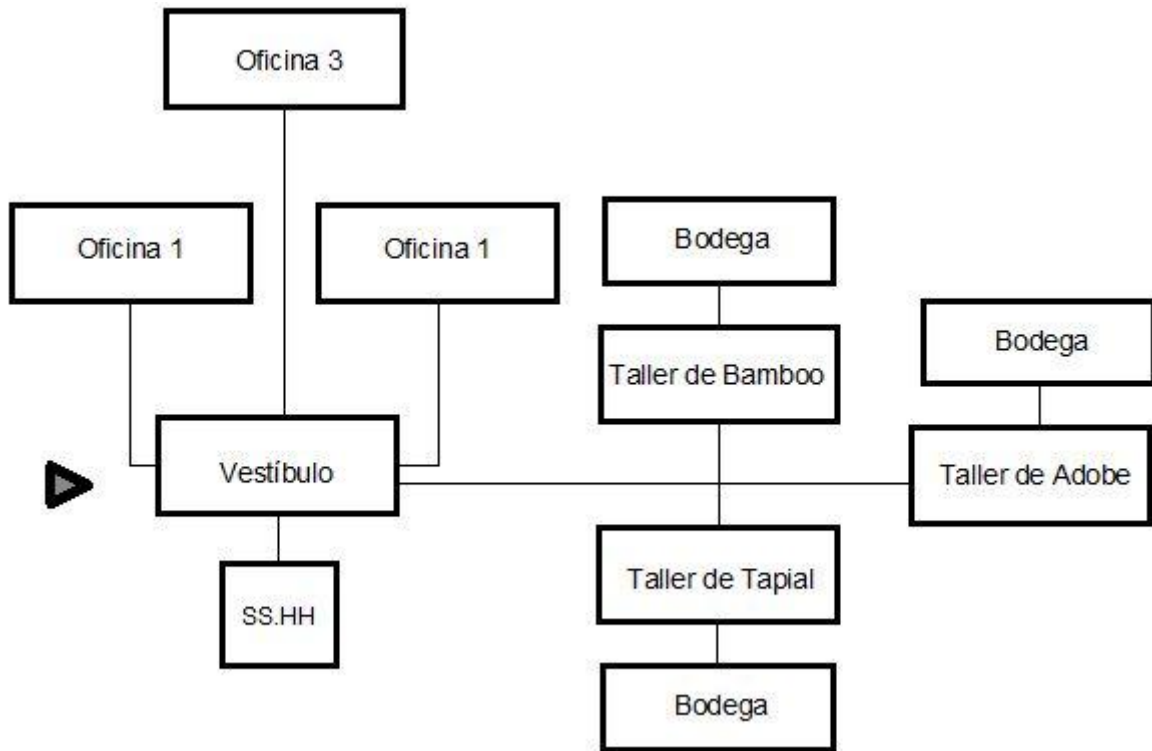 Oficina 3
Oficina 1
Oficina 1
Bodega
Taller de Bamboo
Bodega
Vestíbulo
Taller de Adobe
SS.HH
Taller de Tapial
Bodega